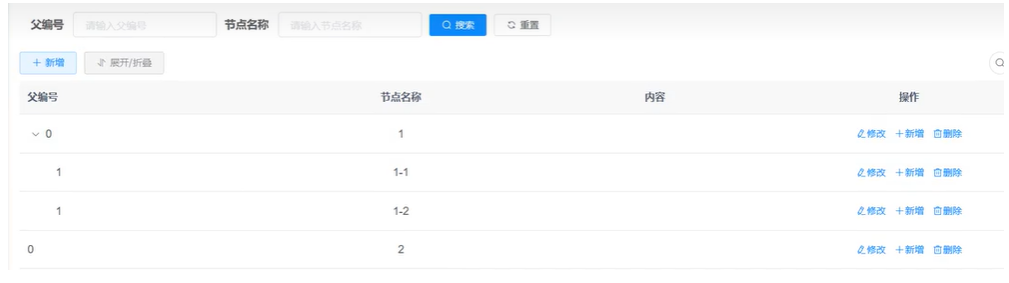 父编号 请输入父编号 节点名称 请输入节点名称 搜索 重置
新增 展开/折叠
父编号 节点名称 内容 操作
0 1 修改 新增 删除
1 1-1 修改 新增 删除
1 1-2 修改 新增 删除
0 2 修改 新增 删除